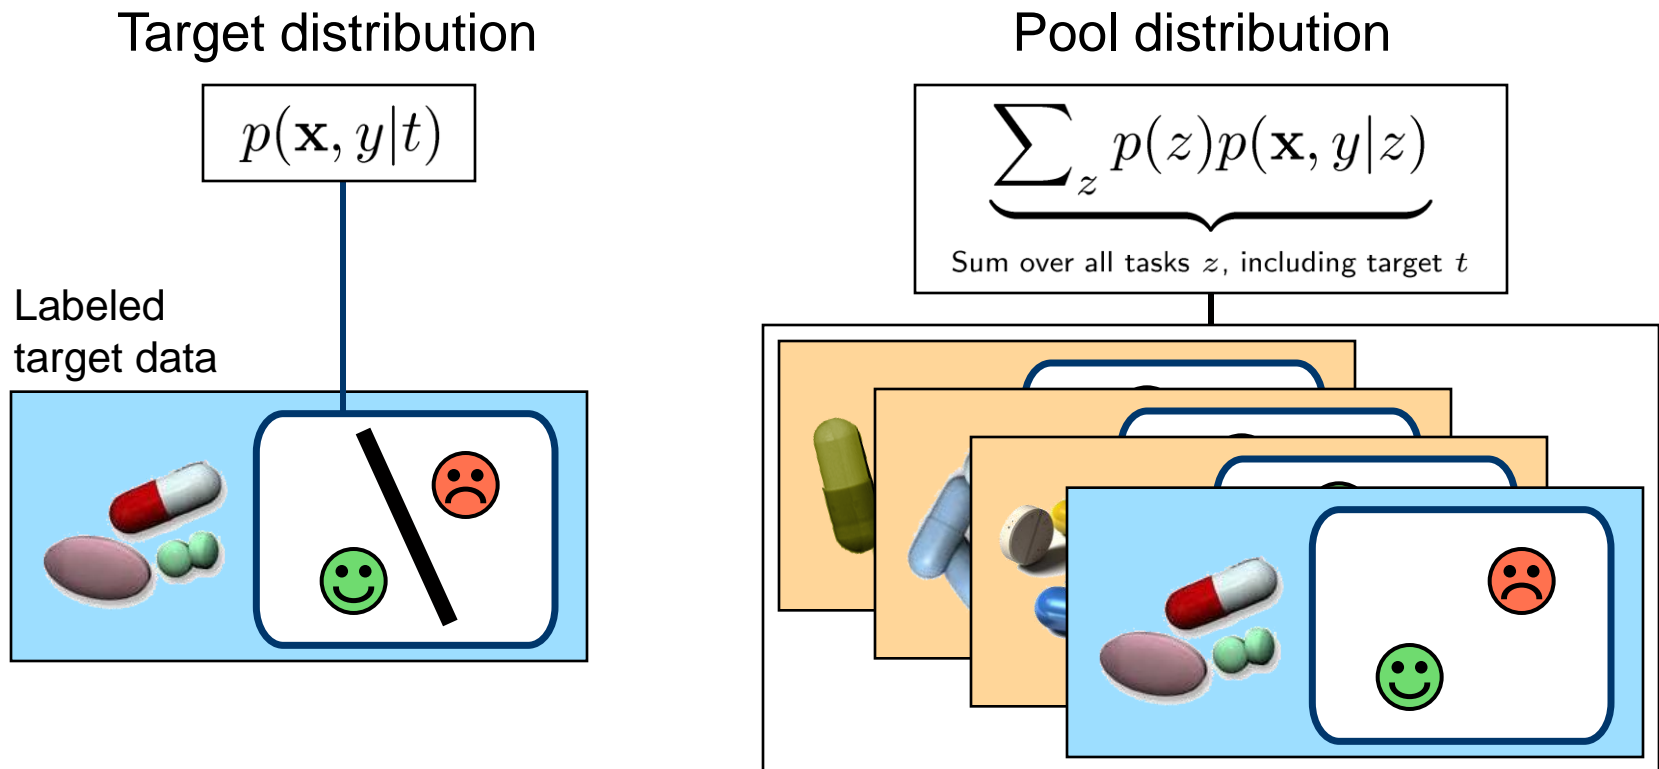 Target distribution
p(x, y|t)
Labeled
target data
Pool distribution
∑_z p(z)p(x, y|z)
Sum over all tasks z, including target t